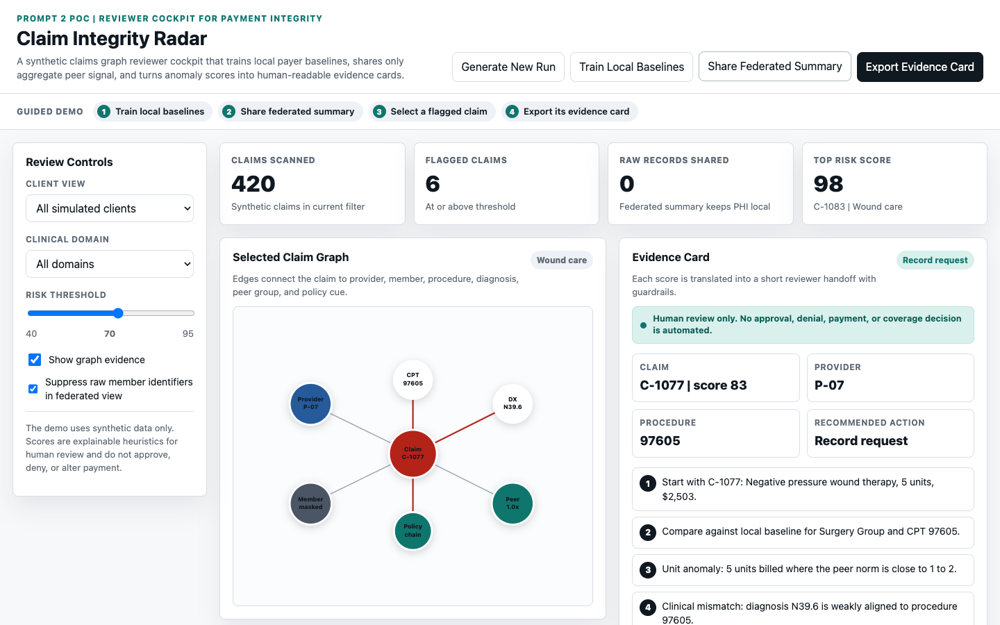 PROMPT 2 POC | REVIEWER COCKPIT FOR PAYMENT INTEGRITY
Claim Integrity Radar
A synthetic claims graph reviewer cockpit that trains local payer baselines, shares only
aggregate peer signal, and turns anomaly scores into human-readable evidence cards.
Generate New Run
Train Local Baselines
Share Federated Summary
Export Evidence Card
GUIDED DEMO
1 Train local baselines
2 Share federated summary
3 Select a flagged claim
4 Export its evidence card
Review Controls
CLIENT VIEW
All simulated clients
CLINICAL DOMAIN
All domains
RISK THRESHOLD
40 70 95
Show graph evidence
Suppress raw member identifiers
in federated view
The demo uses synthetic data only.
Scores are explainable heuristics for
human review and do not approve,
deny, or alter payment.
CLAIMS SCANNED
420
Synthetic claims in current filter
FLAGGED CLAIMS
6
At or above threshold
RAW RECORDS SHARED
0
Federated summary keeps PHI local
TOP RISK SCORE
98
C-1083 | Wound care
Selected Claim Graph
Wound care
Edges connect the claim to provider, member, procedure, diagnosis,
peer group, and policy cue.
CPT
97605
Provider
P-07
DX
N39.6
Claim
C-1077
Member
masked
Peer
1.0x
Policy
chain
Evidence Card
Record request
Each score is translated into a short reviewer handoff with
guardrails.
Human review only. No approval, denial, payment, or coverage decision
is automated.
CLAIM
C-1077 | score 83
PROVIDER
P-07
PROCEDURE
97605
RECOMMENDED ACTION
Record request
1 Start with C-1077: Negative pressure wound therapy, 5 units,
$2,503.
2 Compare against local baseline for Surgery Group and CPT 97605.
3 Unit anomaly: 5 units billed where the peer norm is close to 1 to 2.
4 Clinical mismatch: diagnosis N39.6 is weakly aligned to procedure
97605.